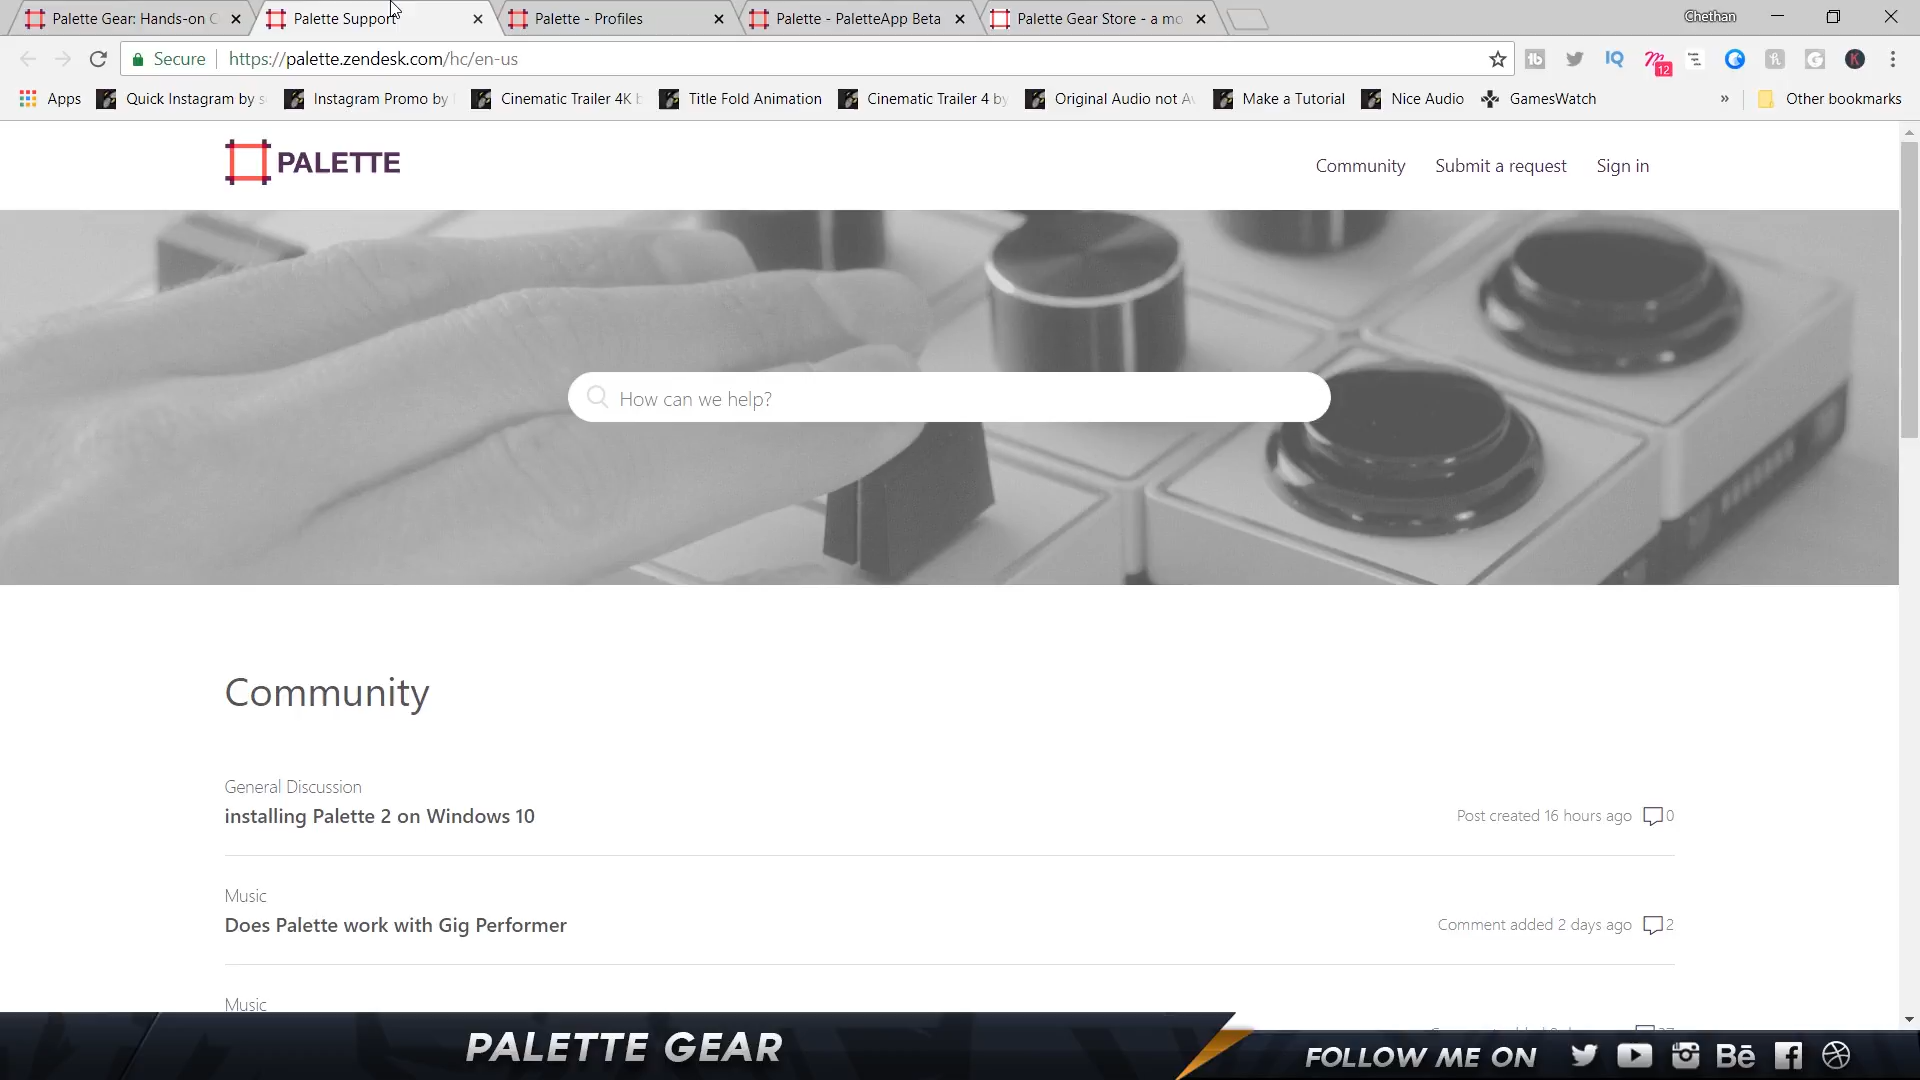 Palette Gear: Hands-on C
Palette Support
Palette - Profiles
Palette - PaletteApp Beta
Palette Gear Store - a mo
Chethan
Secure
https://palette.zendesk.com/hc/en-us
12
Apps
Quick Instagram by s
Instagram Promo by
Cinematic Trailer 4K b
Title Fold Animation
Cinematic Trailer 4 by
Original Audio not Av
Make a Tutorial
Nice Audio
GamesWatch
»
Other bookmarks
PALETTE
Community
Submit a request
Sign in
How can we help?
Community
General Discussion
installing Palette 2 on Windows 10
Post created 16 hours ago 0
Music
Does Palette work with Gig Performer
Comment added 2 days ago 2
Music
PALETTE GEAR
FOLLOW ME ON
Bē